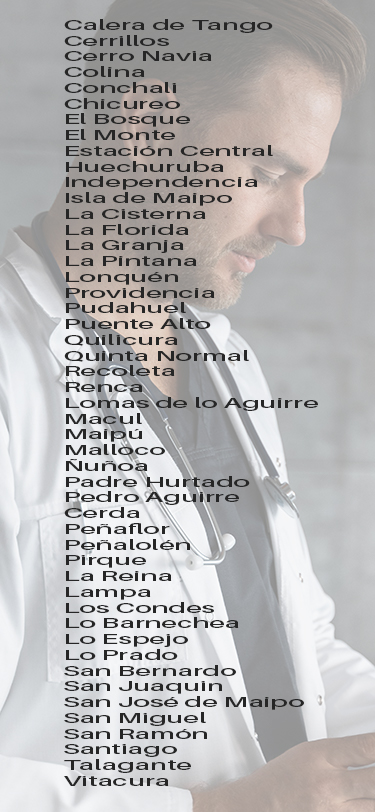 Calera de Tango
Cerrillos
Cerro Navia
Colina
Conchalí
Chicureo
El Bosque
El Monte
Estación Central
Huechuruba
Independencia
Isla de Maipo
La Cisterna
La Florida
La Granja
La Pintana
Lonquén
Providencia
Pudahuel
Puente Alto
Quilicura
Quinta Normal
Recoleta
Renca
Lomas de lo Aguirre
Macul
Maipú
Malloco
Ñuñoa
Padre Hurtado
Pedro Aguirre
Cerda
Peñaflor
Peñalolén
Pirque
La Reina
Lampa
Los Condes
Lo Barnechea
Lo Espejo
Lo Prado
San Bernardo
San Juaquin
San José de Maipo
San Miguel
San Ramón
Santiago
Talagante
Vitacura